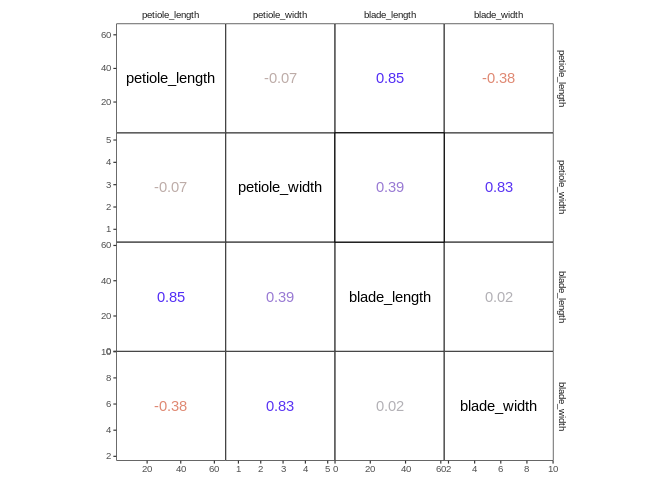 petiole_length petiole_width blade_length blade_width
60
40 petiole_length -0.07 0.85 -0.38 petiole_length
20
5
4
3 -0.07 petiole_width 0.39 0.83 petiole_width
2
1
60
40
0.85 0.39 blade_length 0.02 blade_length
20
0
10
8
6 -0.38 0.83 0.02 blade_width blade_width
4
2
20 40 60 1 2 3 4 5 0 20 40 60 2 4 6 8 10